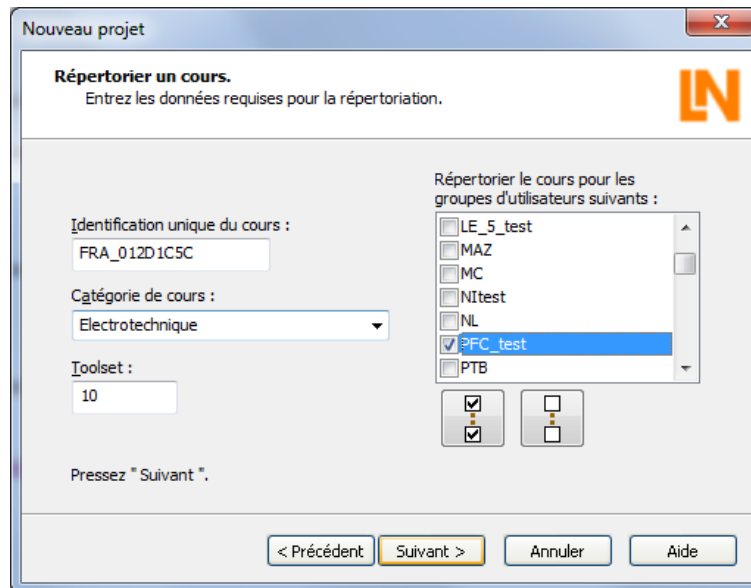 Nouveau projet
Répertorier un cours.
Entrez les données requises pour la répertoriation.
LN
Identification unique du cours :
FRA_012D1C5C
Catégorie de cours :
Electrotechnique
Toolset :
10
Pressez " Suivant ".
Répertorier le cours pour les
groupes d'utilisateurs suivants :
LE_5_test
MAZ
MC
NItest
NL
PFC_test
PTB
< Précédent
Suivant >
Annuler
Aide